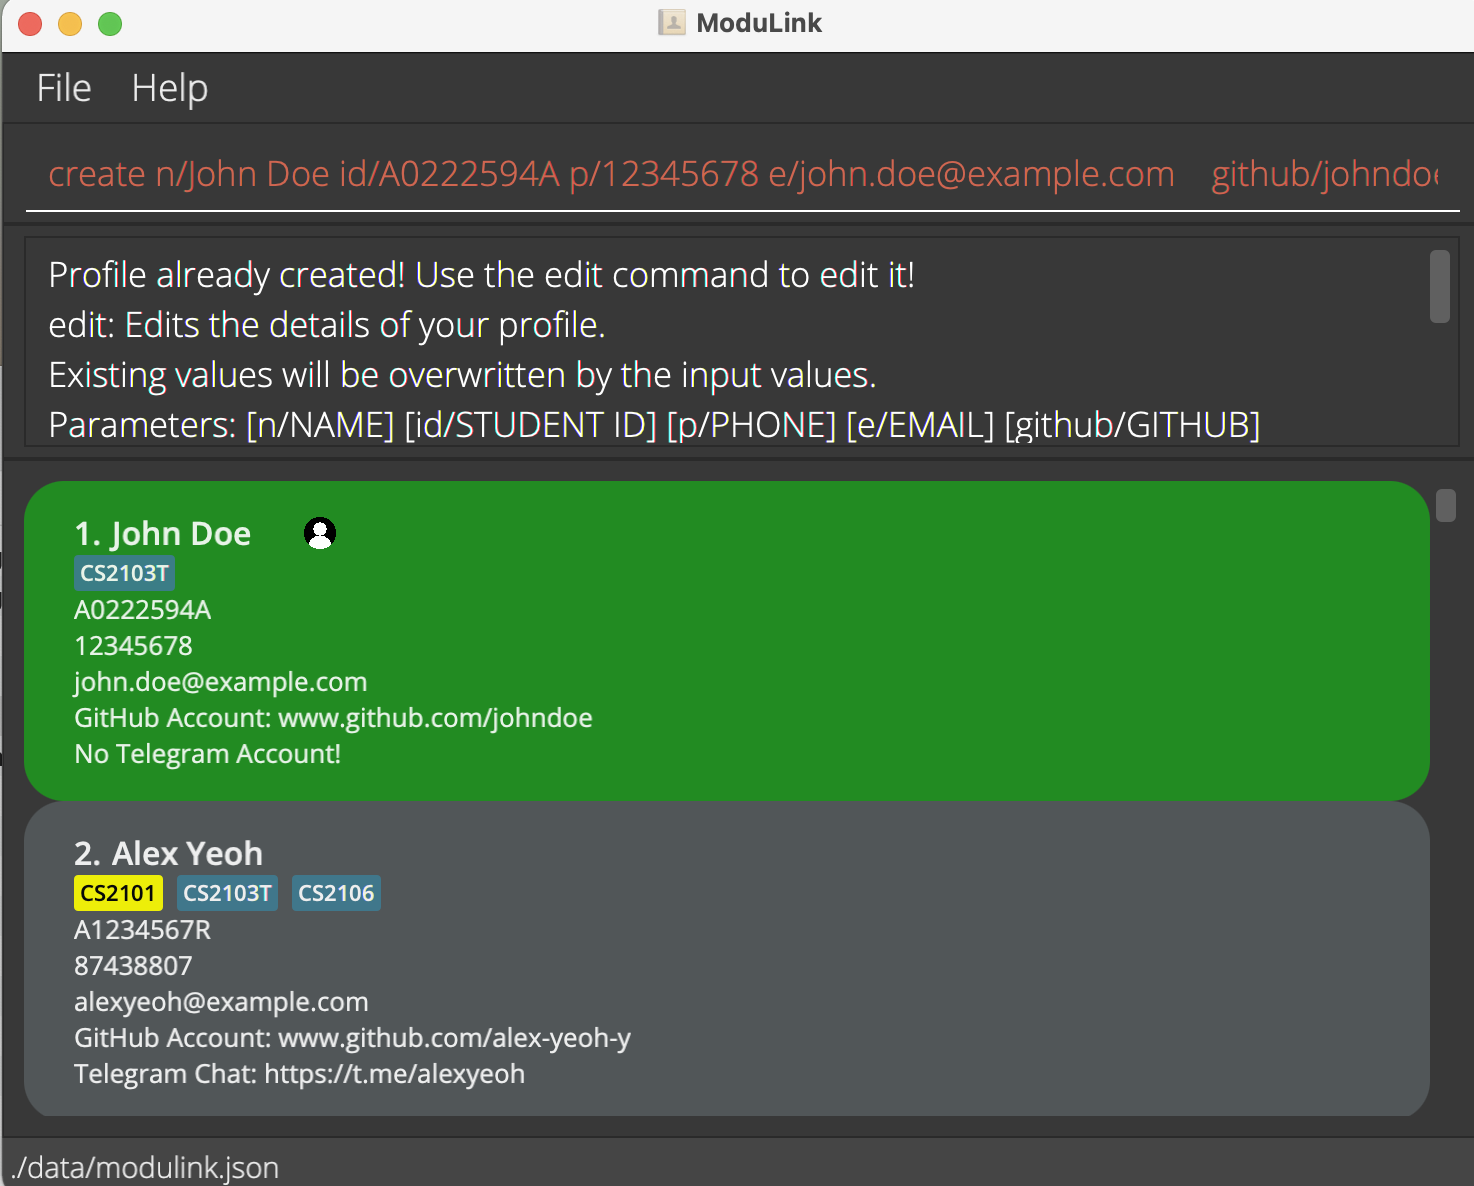 ModuLink
File Help
create n/John Doe id/A0222594A p/12345678 e/john.doe@example.com github/johndoe
Profile already created! Use the edit command to edit it!
edit: Edits the details of your profile.
Existing values will be overwritten by the input values.
Parameters: [n/NAME] [id/STUDENT ID] [p/PHONE] [e/EMAIL] [github/GITHUB]
1. John Doe
CS2103T
A0222594A
12345678
john.doe@example.com
GitHub Account: www.github.com/johndoe
No Telegram Account!
2. Alex Yeoh
CS2101 CS2103T CS2106
A1234567R
87438807
alexyeoh@example.com
GitHub Account: www.github.com/alex-yeoh-y
Telegram Chat: https://t.me/alexyeoh
./data/modulink.json